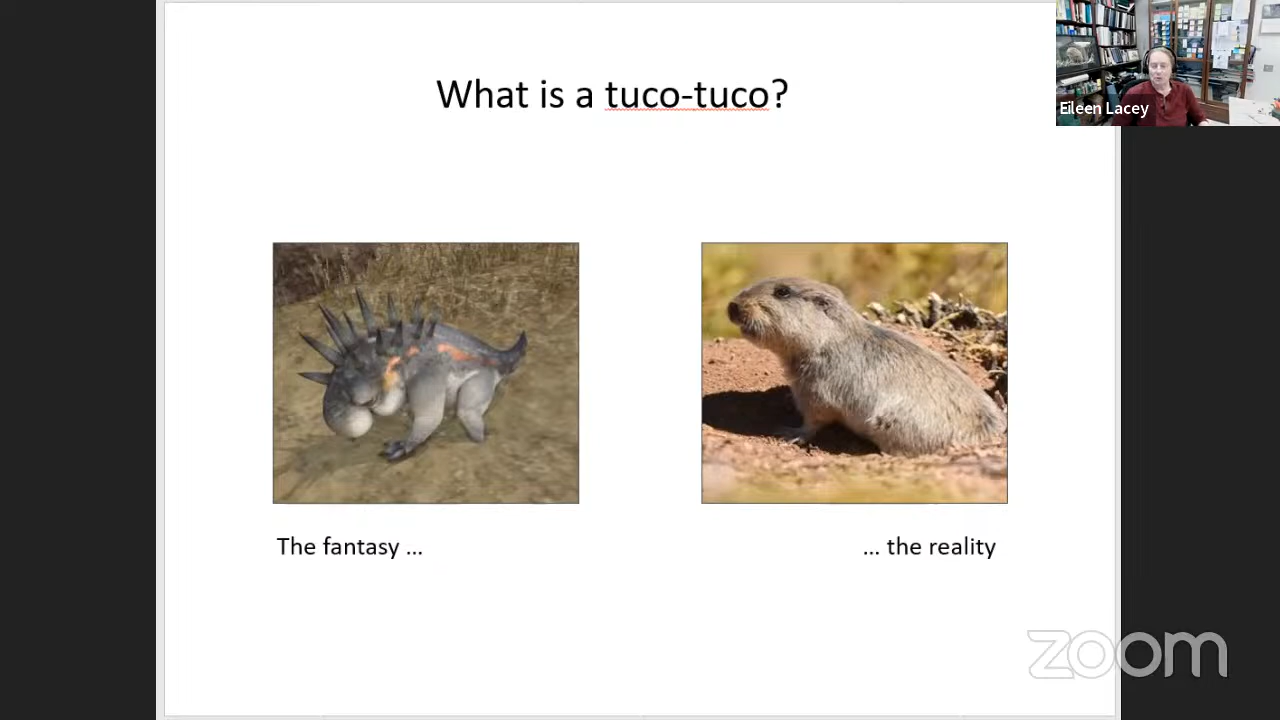 What is a tuco-tuco?
Eileen Lacey
The fantasy ...
... the reality
zoom